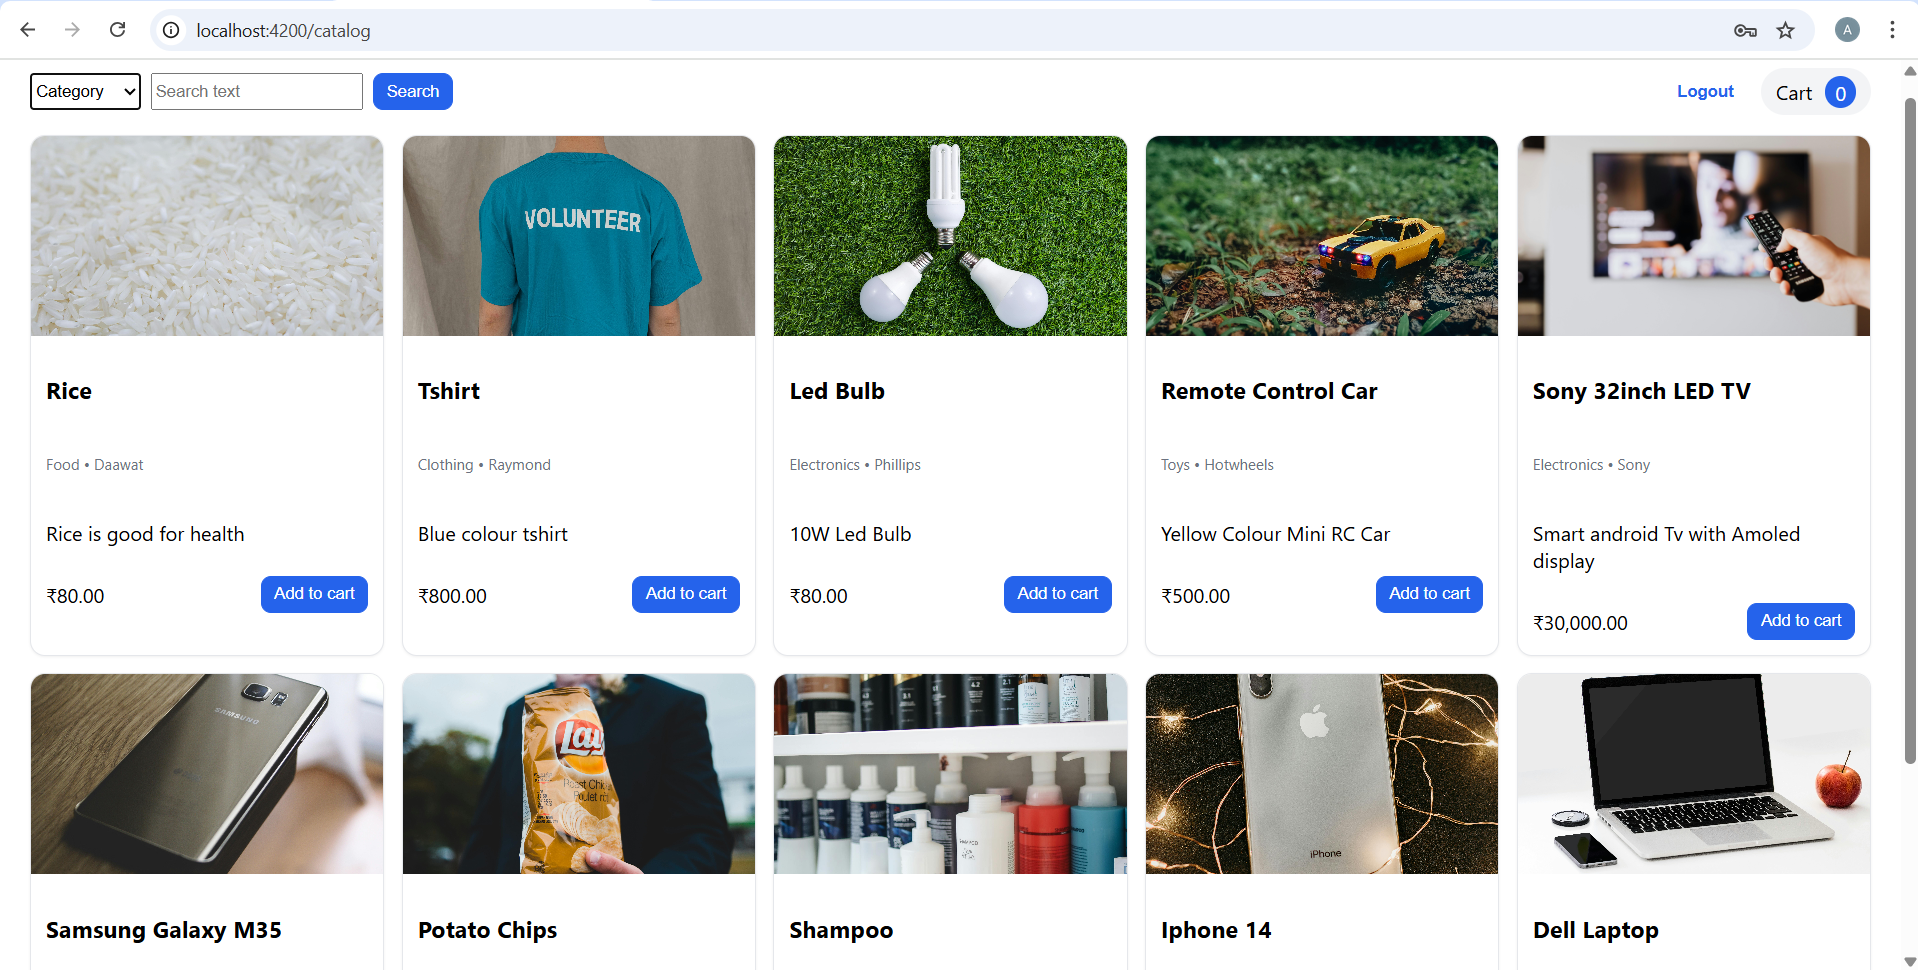 localhost:4200/catalog
A
Category
Search text
Search
Logout
Cart 0
VOLUNTEER
Rice
Tshirt
Led Bulb
Remote Control Car
Sony 32inch LED TV
Food • Daawat
Clothing • Raymond
Electronics • Phillips
Toys • Hotwheels
Electronics • Sony
Rice is good for health
Blue colour tshirt
10W Led Bulb
Yellow Colour Mini RC Car
Smart android Tv with Amoled
display
₹80.00
Add to cart
₹800.00
Add to cart
₹80.00
Add to cart
₹500.00
Add to cart
₹30,000.00
Add to cart
SAMSUNG
iPhone
Samsung Galaxy M35
Potato Chips
Shampoo
Iphone 14
Dell Laptop